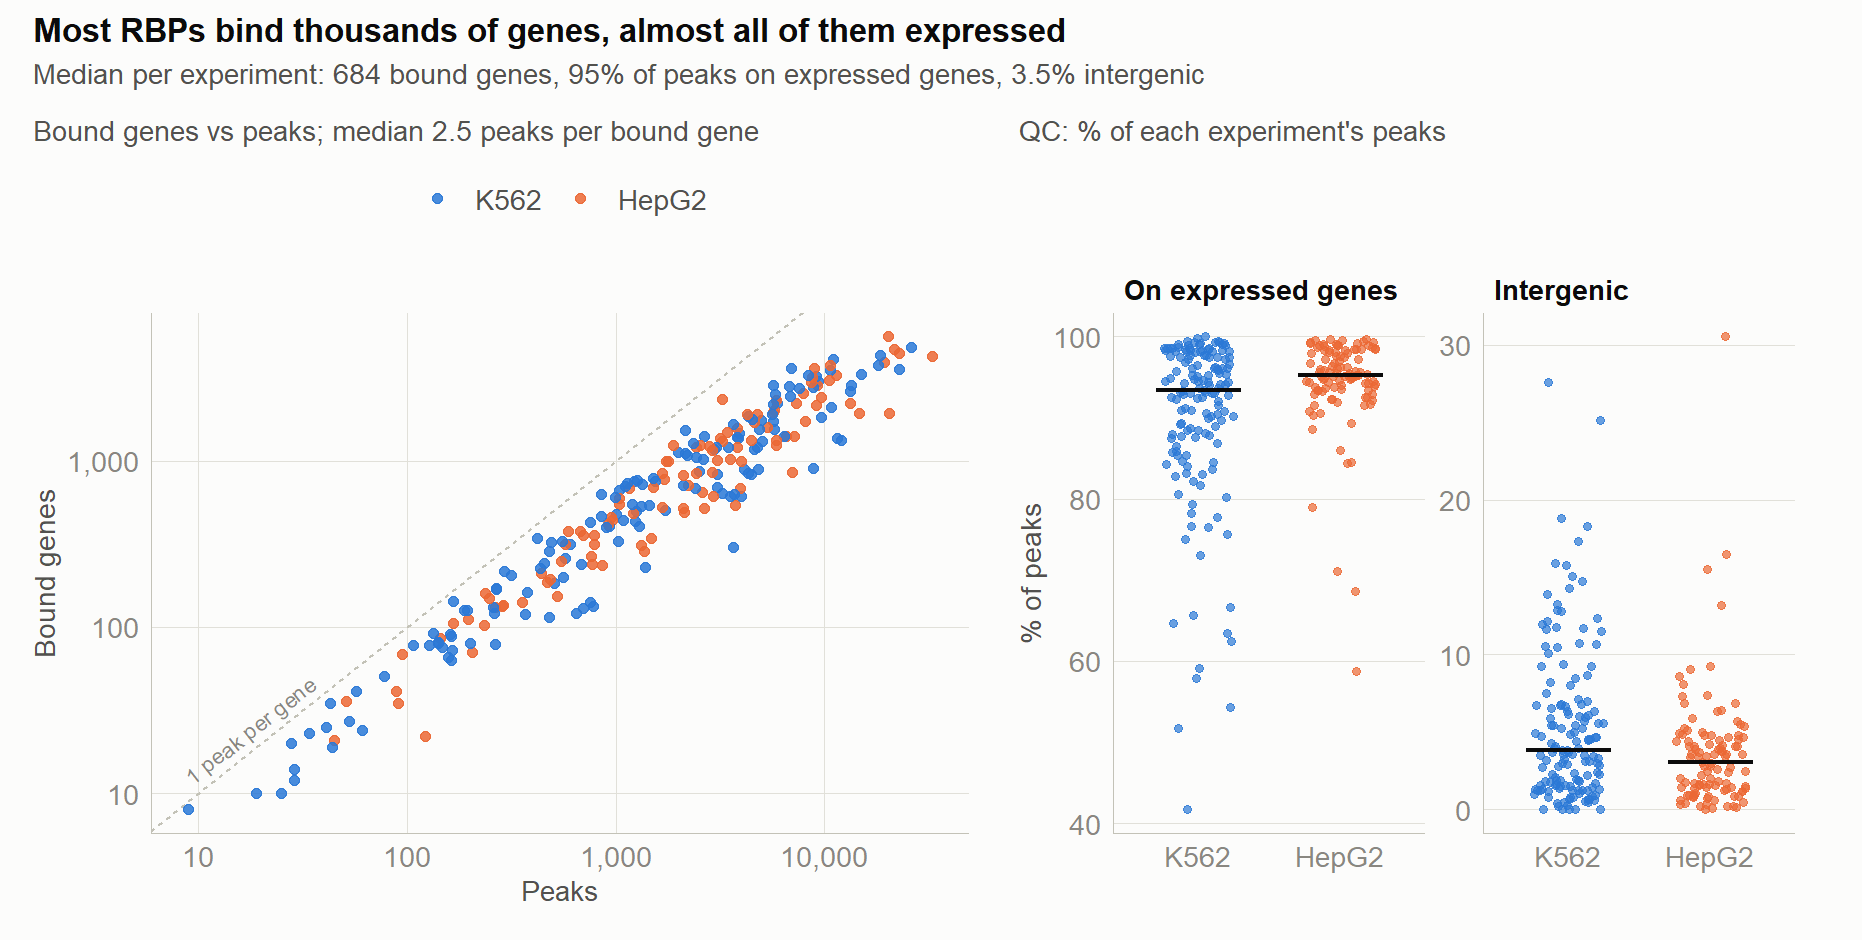 Most RBPs bind thousands of genes, almost all of them expressed
Median per experiment: 684 bound genes, 95% of peaks on expressed genes, 3.5% intergenic
Bound genes vs peaks; median 2.5 peaks per bound gene
QC: % of each experiment's peaks
K562
HepG2
1 peak per gene
1,000
100
10
Bound genes
10
100
1,000
10,000
Peaks
On expressed genes
100
80
60
40
% of peaks
K562
HepG2
Intergenic
30
20
10
0
K562
HepG2